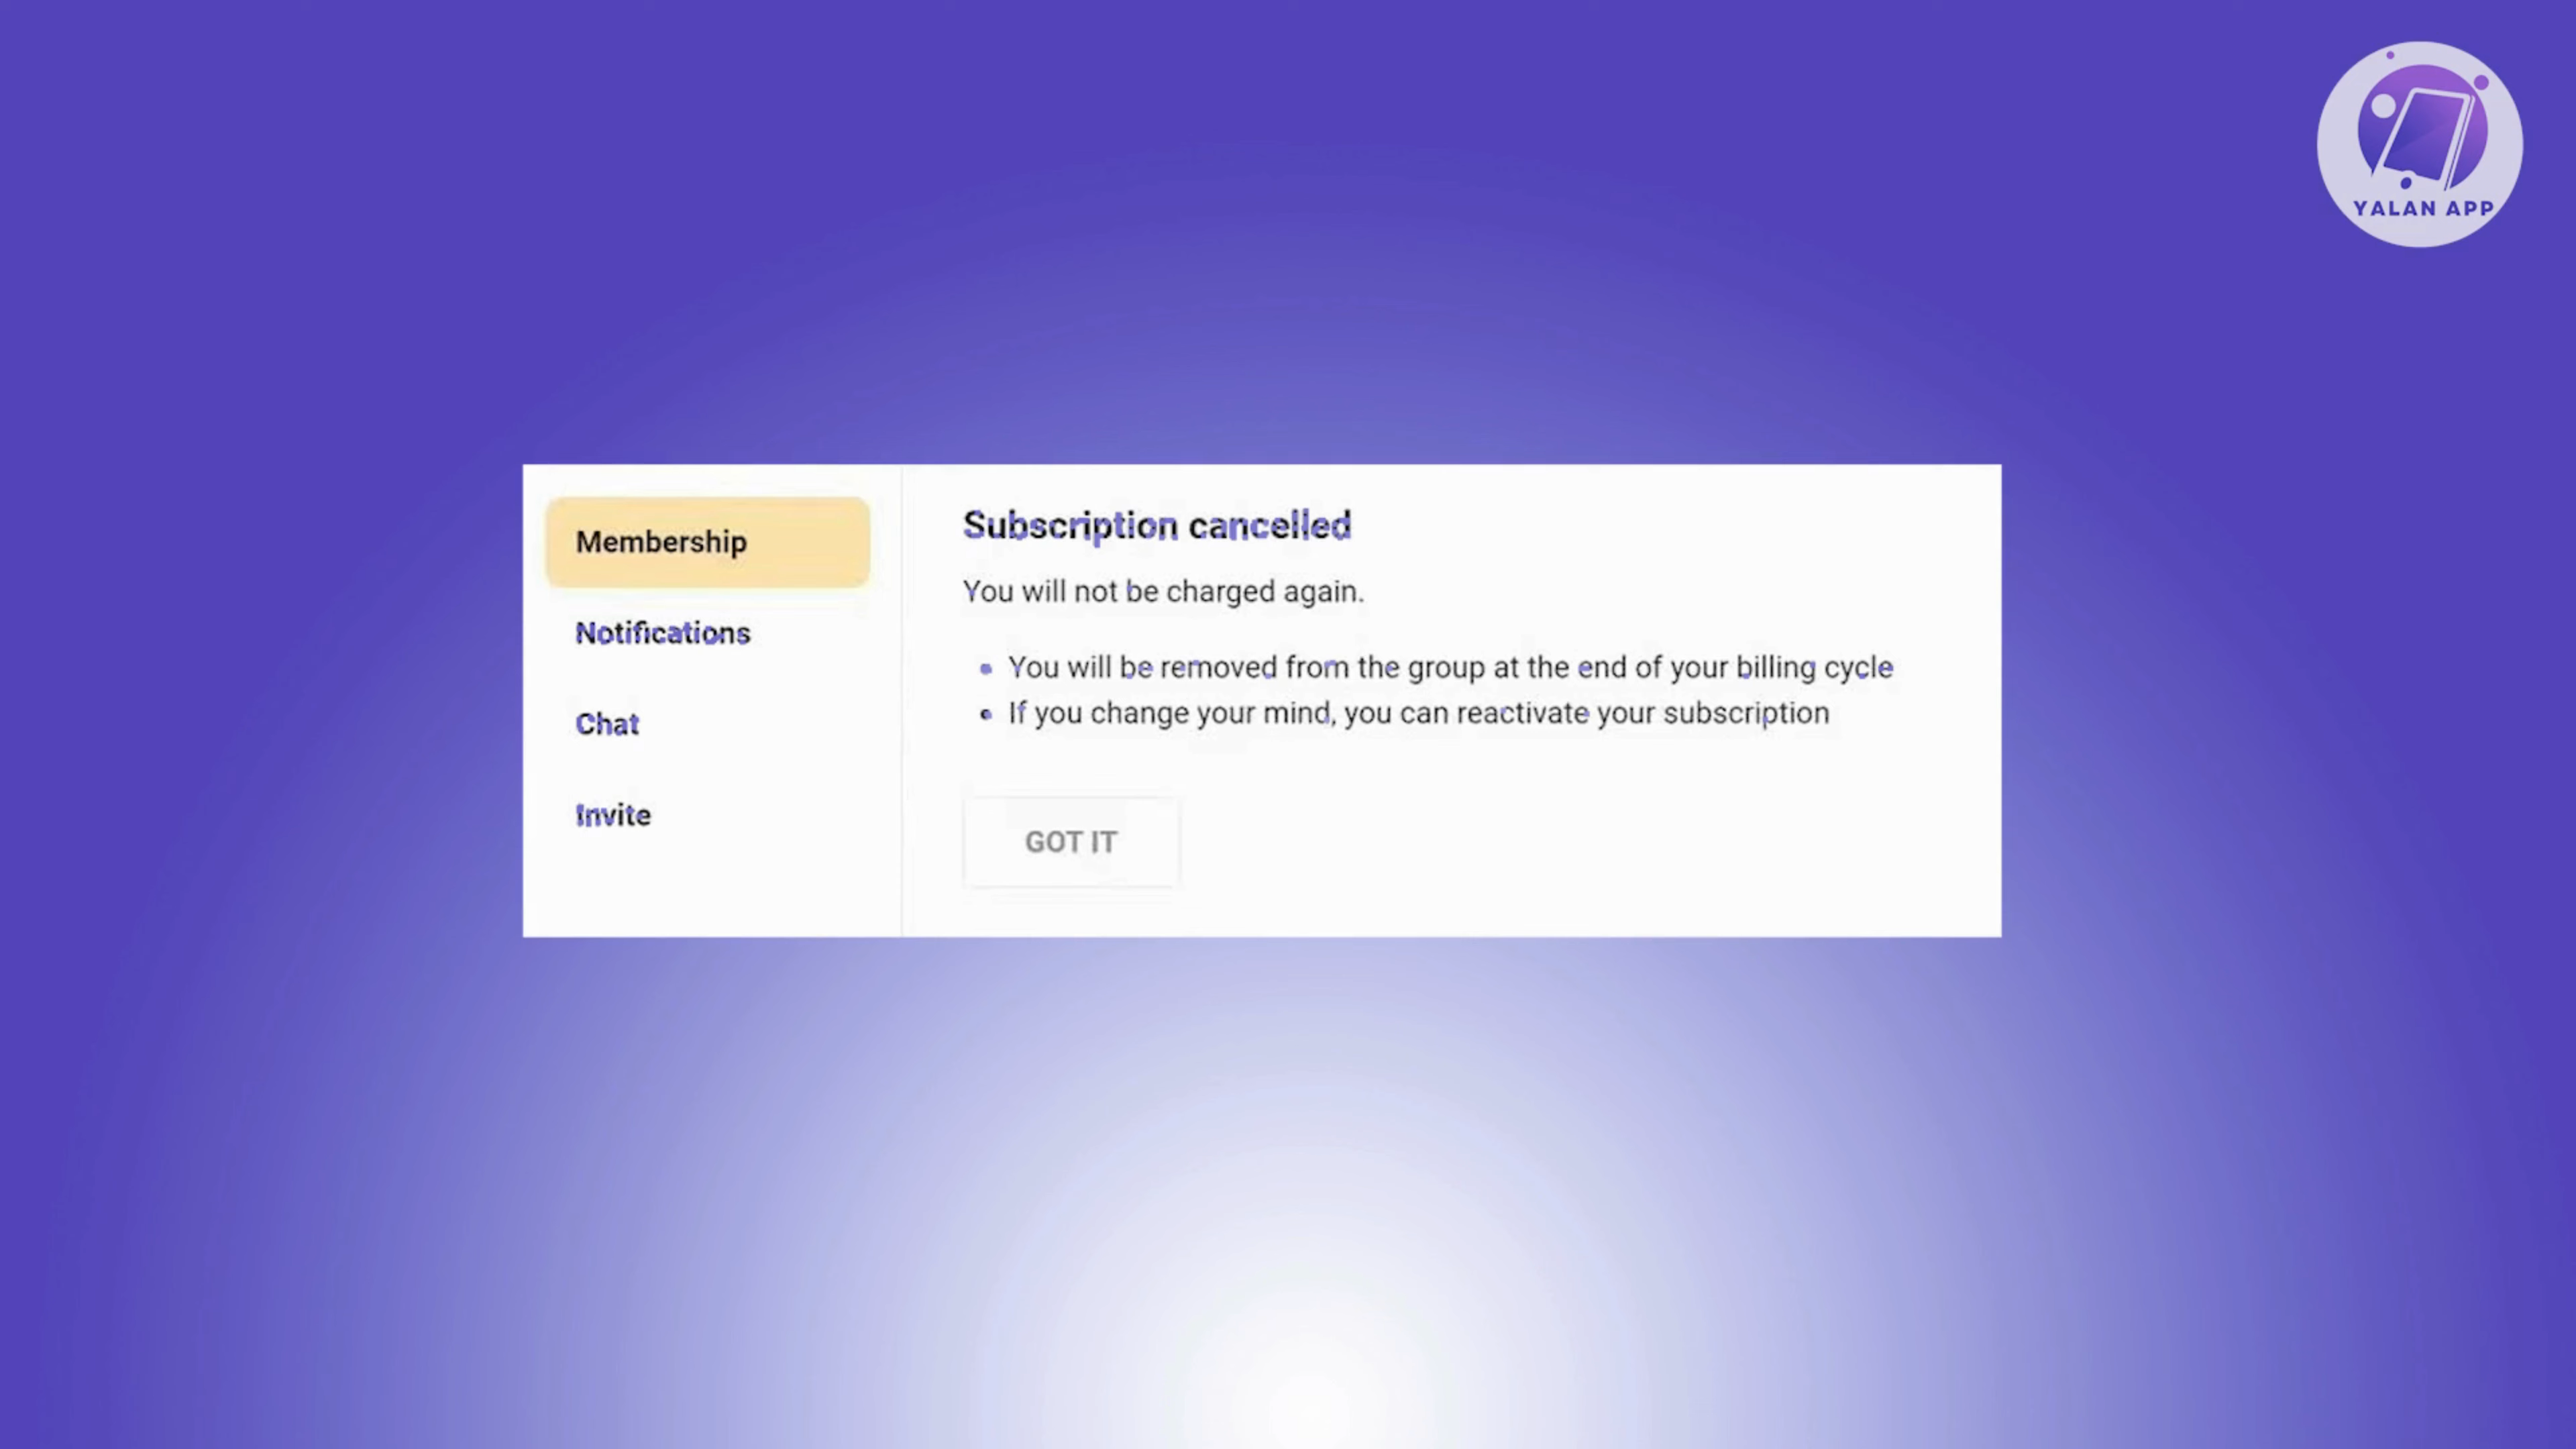 YALAN APP
Membership
Notifications
Chat
Invite
Subscription cancelled
You will not be charged again.
• You will be removed from the group at the end of your billing cycle
• If you change your mind, you can reactivate your subscription
GOT IT